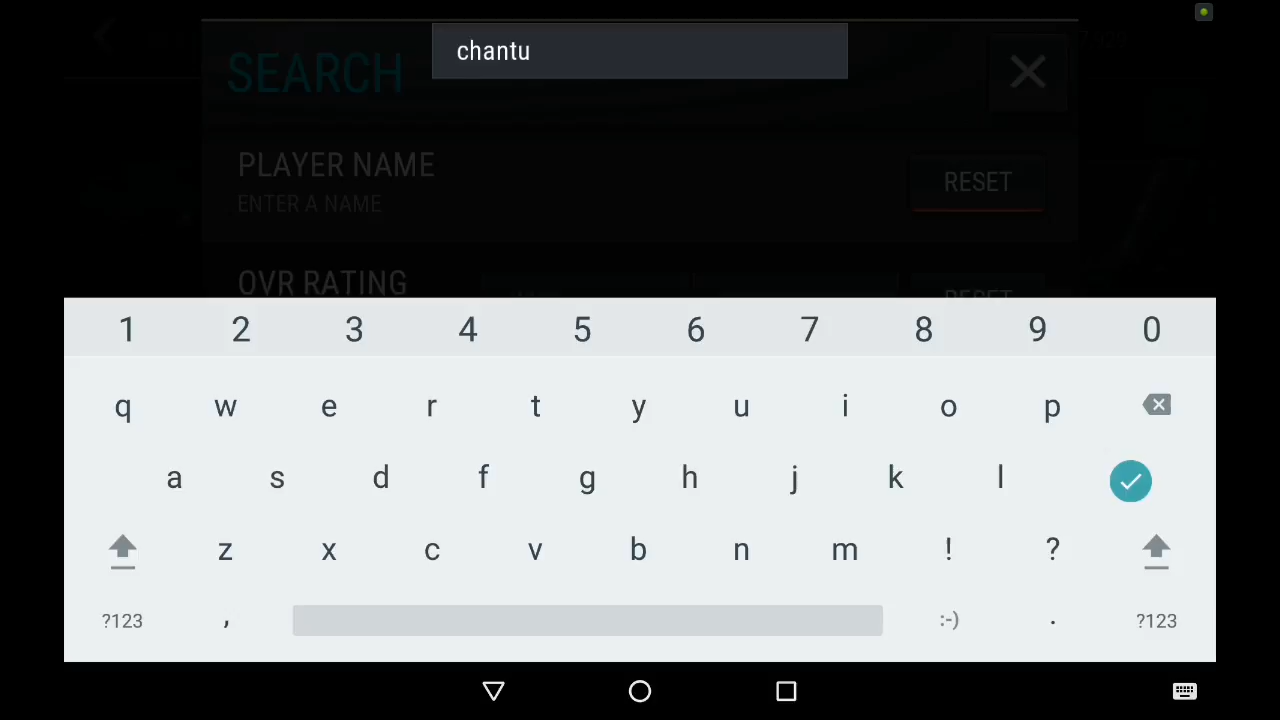 chantu
SEARCH
PLAYER NAME
RESET
ENTER A NAME
OVR RATING
RESET
1 2 3 4 5 6 7 8 9 0
q w e r t y u i o p
a s d f g h j k l
z x c v b n m ! ?
?123 , :-) . ?123